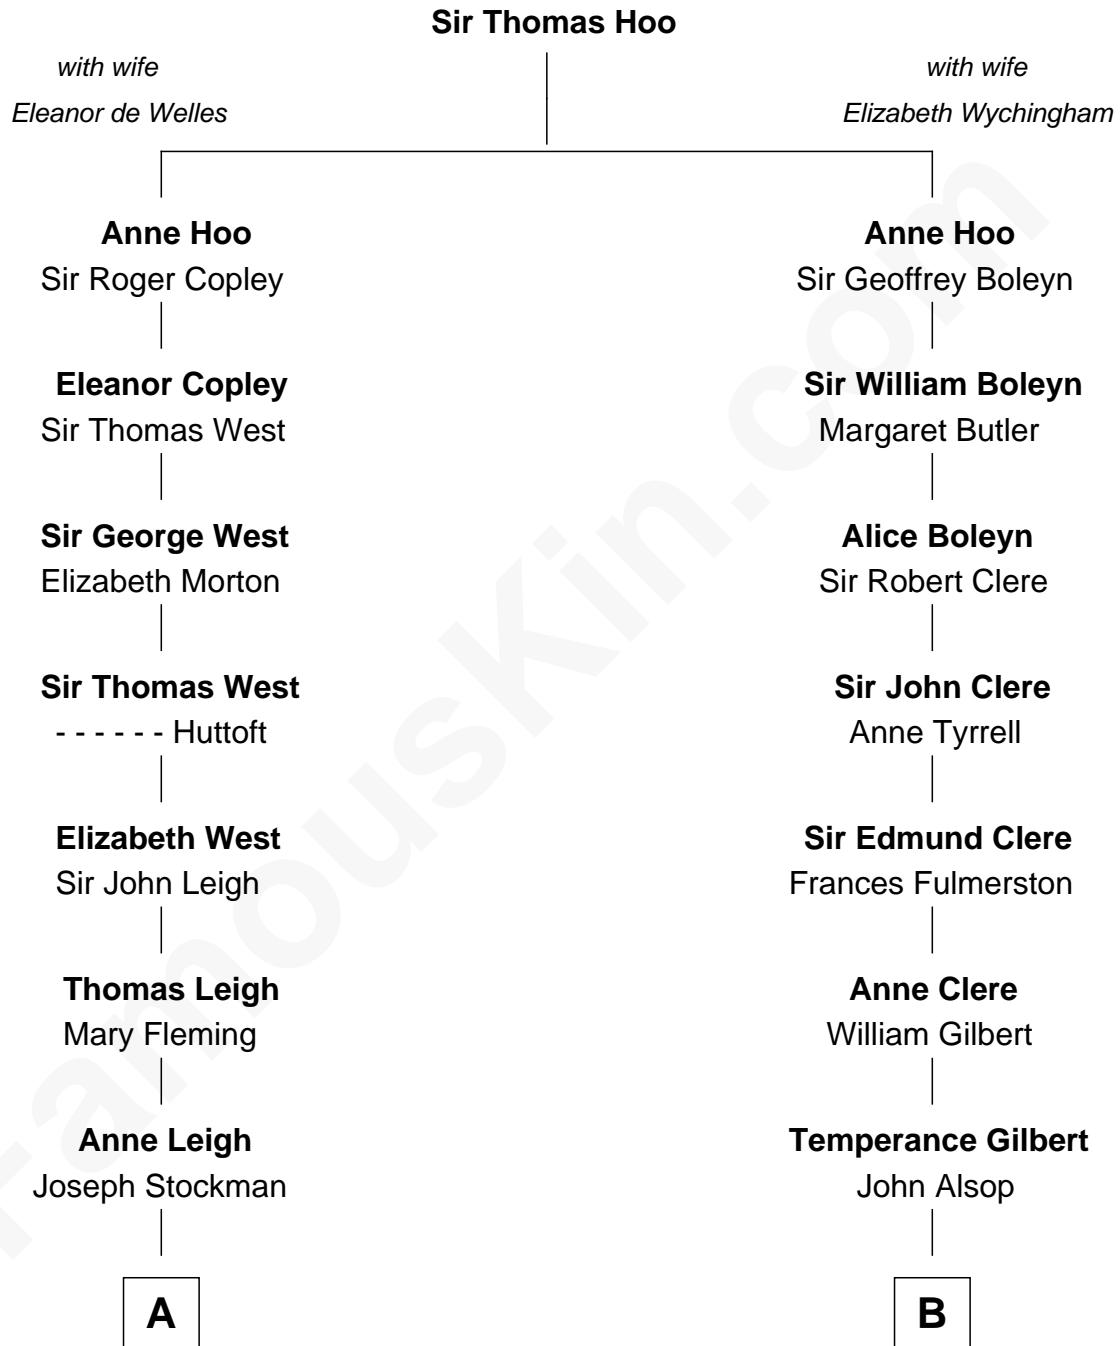 Sir Thomas Hoo
with wife
Eleanor de Welles
with wife
Elizabeth Wychingham
Anne Hoo
Sir Roger Copley
Anne Hoo
Sir Geoffrey Boleyn
Eleanor Copley
Sir Thomas West
Sir William Boleyn
Margaret Butler
Sir George West
Elizabeth Morton
Alice Boleyn
Sir Robert Clere
Sir Thomas West
- - - - - - Huttoft
Sir John Clere
Anne Tyrrell
Elizabeth West
Sir John Leigh
Sir Edmund Clere
Frances Fulmerston
Thomas Leigh
Mary Fleming
Anne Clere
William Gilbert
Anne Leigh
Joseph Stockman
Temperance Gilbert
John Alsop
A
B
FamousKin.com